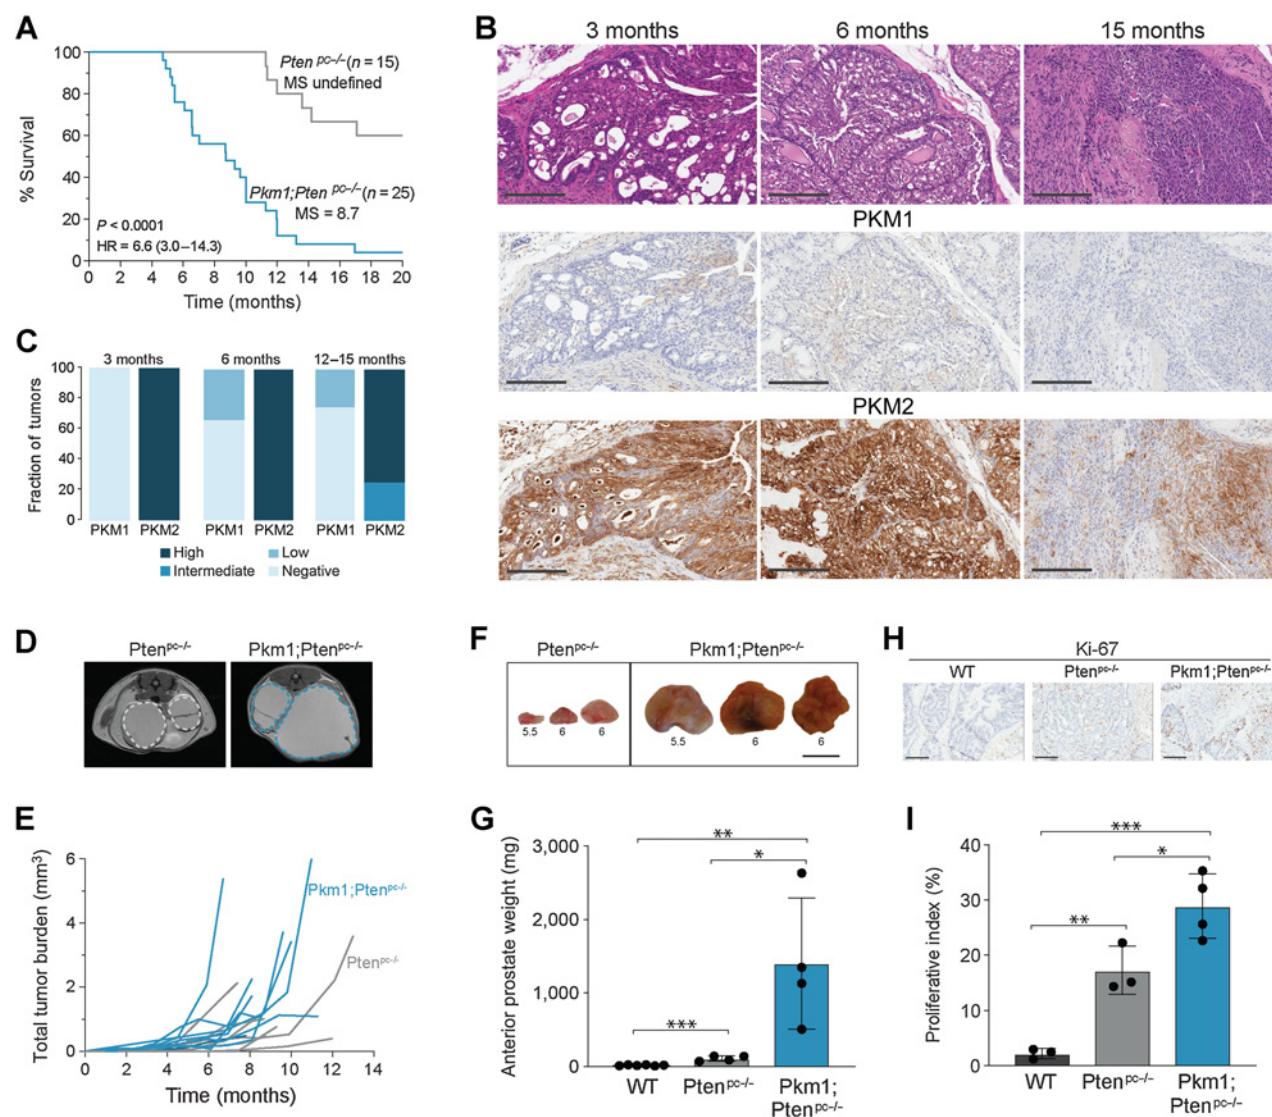 A
100
80
60
40
20
0
% Survival
Pten pc–/– (n = 15)
MS undefined
Pkm1;Pten pc–/– (n = 25)
MS = 8.7
P < 0.0001
HR = 6.6 (3.0–14.3)
0 2 4 6 8 10 12 14 16 18 20
Time (months)
B
3 months 6 months 15 months
PKM1
PKM2
C
3 months 6 months 12–15 months
100
80
60
40
20
0
Fraction of tumors
PKM1 PKM2 PKM1 PKM2 PKM1 PKM2
High Low
Intermediate Negative
D
Pten pc–/– Pkm1;Pten pc–/–
E
6
4
2
0
Total tumor burden (mm³)
Pkm1;Pten pc–/–
Pten pc–/–
0 2 4 6 8 10 12 14
Time (months)
F
Pten pc–/– Pkm1;Pten pc–/–
5.5 6 6 5.5 6 6
G
3,000
2,000
1,000
0
Anterior prostate weight (mg)
**
*
***
WT Pten pc–/– Pkm1;
Pten pc–/–
H
Ki-67
WT Pten pc–/– Pkm1;Pten pc–/–
I
40
30
20
10
0
Proliferative index (%)
***
*
**
WT Pten pc–/– Pkm1;
Pten pc–/–